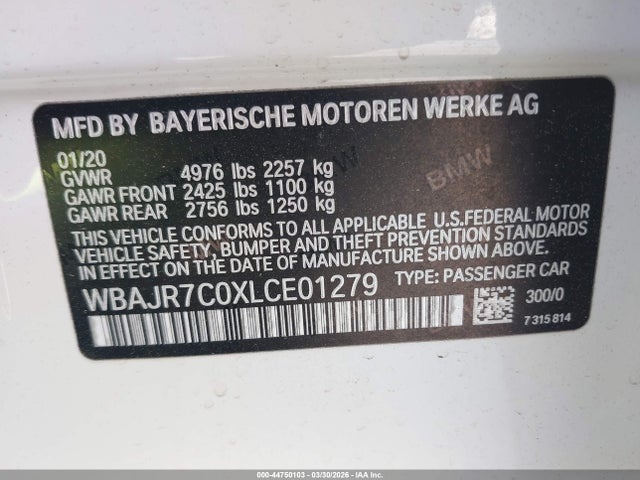 MFD BY BAYERISCHE MOTOREN WERKE AG
01/20
GVWR 4976 lbs 2257 kg
GAWR FRONT 2425 lbs 1100 kg
GAWR REAR 2756 lbs 1250 kg
THIS VEHICLE CONFORMS TO ALL APPLICABLE U.S.FEDERAL MOTOR
VEHICLE SAFETY, BUMPER AND THEFT PREVENTION STANDARDS
IN EFFECT ON THE DATE OF MANUFACTURE SHOWN ABOVE.
WBAJR7C0XLCE01279 TYPE: PASSENGER CAR
300/0
7 315 814
BMW
000-44750103 - 03/30/2026 - IAA Inc.